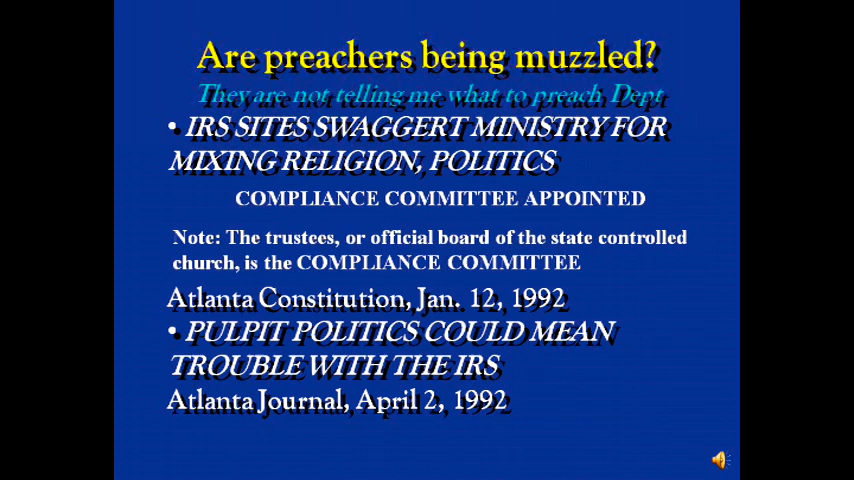 Are preachers being muzzled?
They are not telling me what to preach Dept
• IRS SITES SWAGGERT MINISTRY FOR
MIXING RELIGION, POLITICS
COMPLIANCE COMMITTEE APPOINTED
Note: The trustees, or official board of the state controlled
church, is the COMPLIANCE COMMITTEE
Atlanta Constitution, Jan. 12, 1992
• PULPIT POLITICS COULD MEAN
TROUBLE WITH THE IRS
Atlanta Journal, April 2, 1992